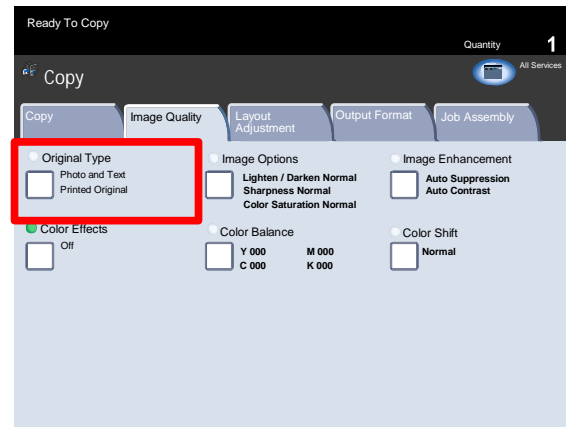 Ready To Copy
Quantity 1
Copy
All Services
Copy
Image Quality
Layout
Adjustment
Output Format
Job Assembly
Original Type
Photo and Text
Printed Original
Image Options
Lighten / Darken Normal
Sharpness Normal
Color Saturation Normal
Image Enhancement
Auto Suppression
Auto Contrast
Color Effects
Off
Color Balance
Y 000 M 000
C 000 K 000
Color Shift
Normal